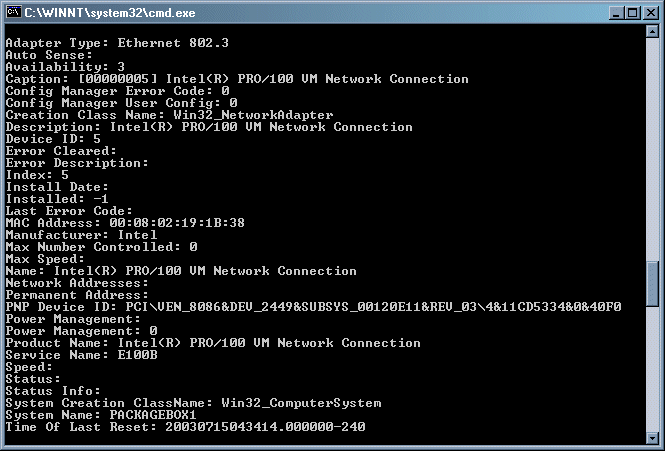 C:\WINNT\system32\cmd.exe
Adapter Type: Ethernet 802.3
Auto Sense:
Availability: 3
Caption: [00000005] Intel(R) PRO/100 VM Network Connection
Config Manager Error Code: 0
Config Manager User Config: 0
Creation Class Name: Win32_NetworkAdapter
Description: Intel(R) PRO/100 VM Network Connection
Device ID: 5
Error Cleared:
Error Description:
Index: 5
Install Date:
Installed: -1
Last Error Code:
MAC Address: 00:08:02:19:1B:38
Manufacturer: Intel
Max Number Controlled: 0
Max Speed:
Name: Intel(R) PRO/100 VM Network Connection
Network Addresses:
Permanent Address:
PNP Device ID: PCI\VEN_8086&DEV_2449&SUBSYS_00120E11&REV_03\4&11CD5334&0&40F0
Power Management:
Power Management: 0
Product Name: Intel(R) PRO/100 VM Network Connection
Service Name: E100B
Speed:
Status:
Status Info:
System Creation ClassName: Win32_ComputerSystem
System Name: PACKAGEBOX1
Time Of Last Reset: 20030715043414.000000-240